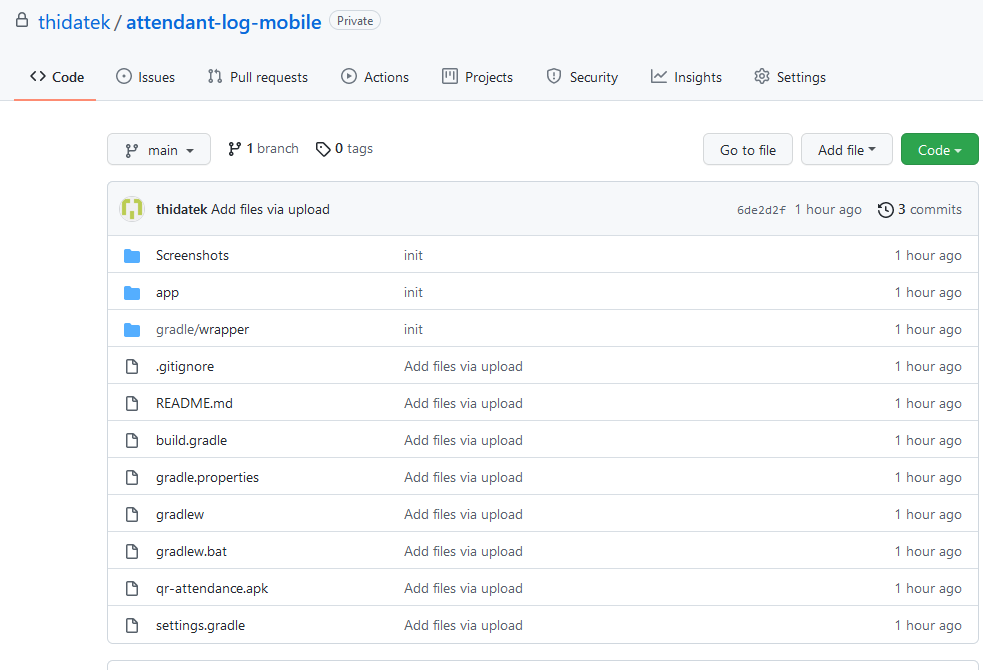 thidatek / attendant-log-mobile Private
Code Issues Pull requests Actions Projects Security Insights Settings
main 1 branch 0 tags Go to file Add file Code
thidatek Add files via upload 6de2d2f 1 hour ago 3 commits
Screenshots init 1 hour ago
app init 1 hour ago
gradle/wrapper init 1 hour ago
.gitignore Add files via upload 1 hour ago
README.md Add files via upload 1 hour ago
build.gradle Add files via upload 1 hour ago
gradle.properties Add files via upload 1 hour ago
gradlew Add files via upload 1 hour ago
gradlew.bat Add files via upload 1 hour ago
qr-attendance.apk Add files via upload 1 hour ago
settings.gradle Add files via upload 1 hour ago